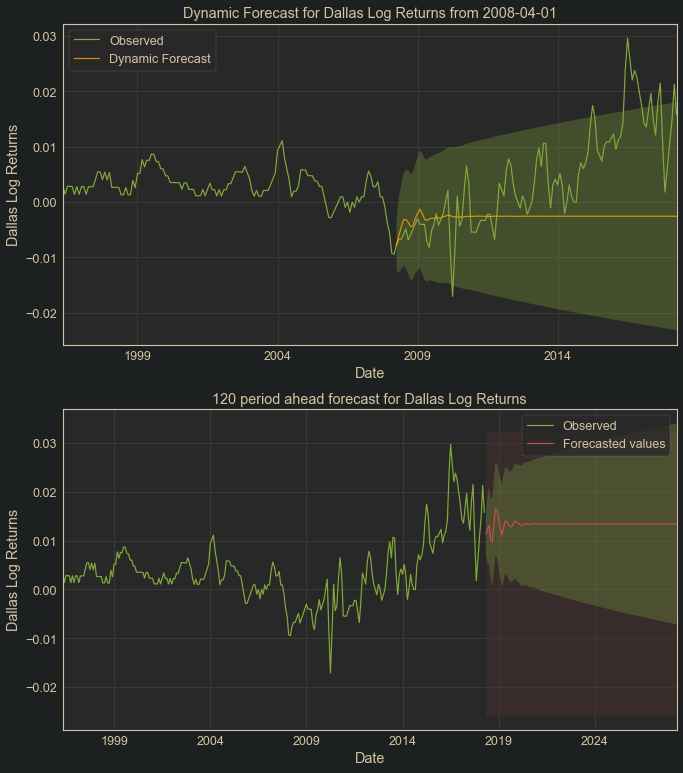 Dynamic Forecast for Dallas Log Returns from 2008-04-01
Observed
Dynamic Forecast
0.03
0.02
0.01
0.00
−0.01
−0.02
Dallas Log Returns
1999
2004
2009
2014
Date
120 period ahead forecast for Dallas Log Returns
Observed
Forecasted values
0.03
0.02
0.01
0.00
−0.01
−0.02
Dallas Log Returns
1999
2004
2009
2014
2019
2024
Date